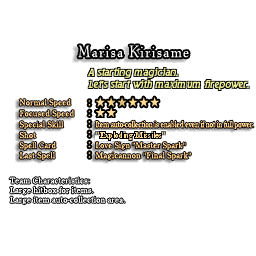 Marisa Kirisame
A starting magician.
Let's start with maximum firepower.
Normal Speed : ★★★★★★
Focused Speed : ★★
Special Skill : Item auto-collection is enabled even if not in full power.
Shot : "Exploding Missiles"
Spell Card : Love Sign "Master Spark"
Last Spell : Magicannon "Final Spark"
Team Characteristics:
Large hitbox for items.
Large item auto-collection area.